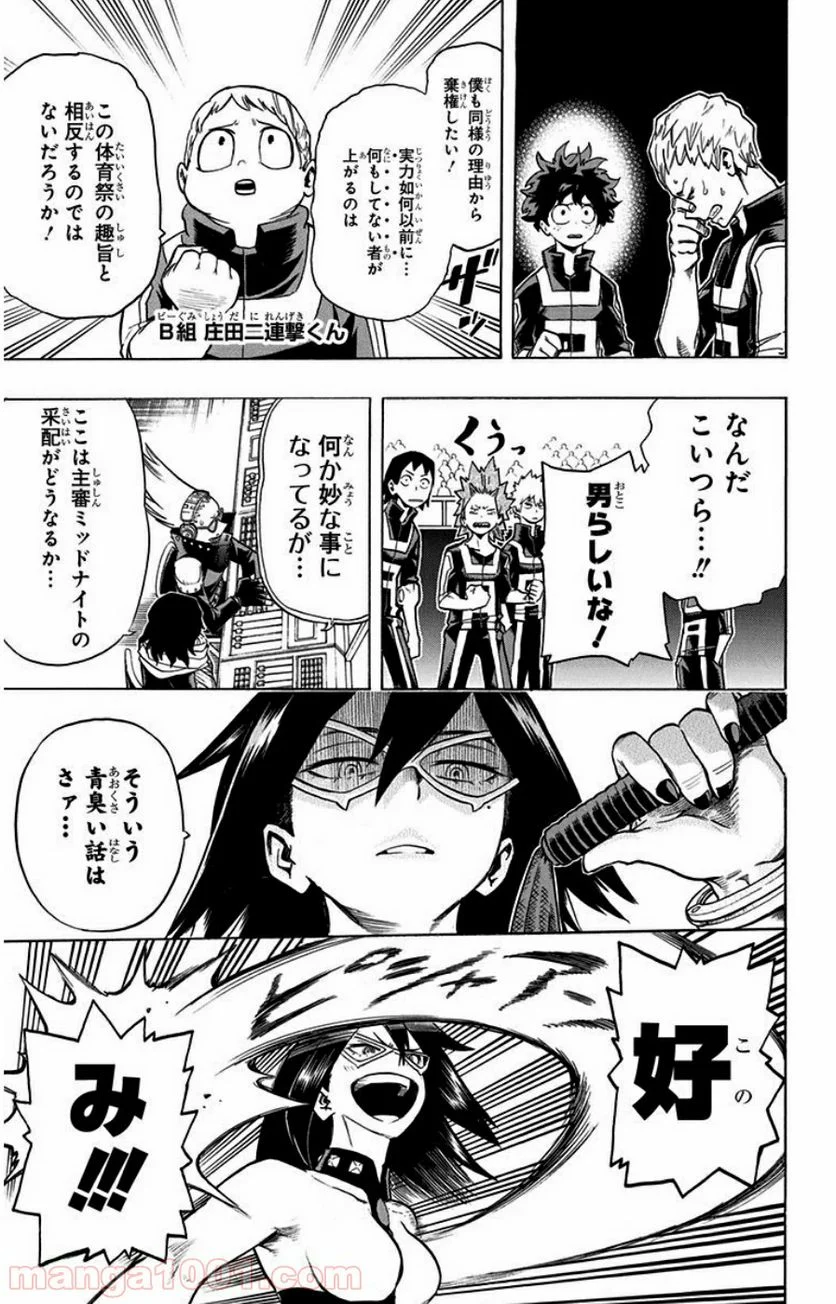 僕も同様の理由から
棄権したい！
実力如何以前に…
何もしてない者が
上がるのは
ザッ
この体育祭の趣旨と
相反するのでは
ないだろうか！
B組 庄田二連撃くん
なんだ
こいつら…!!
男らしいな！
くうっ
何か妙な事に
なってるが…
ここは主審ミッドナイトの
采配がどうなるか…
そういう
青臭い話は
さァ…
ピシャアー
好
み!!!
manga1001.com